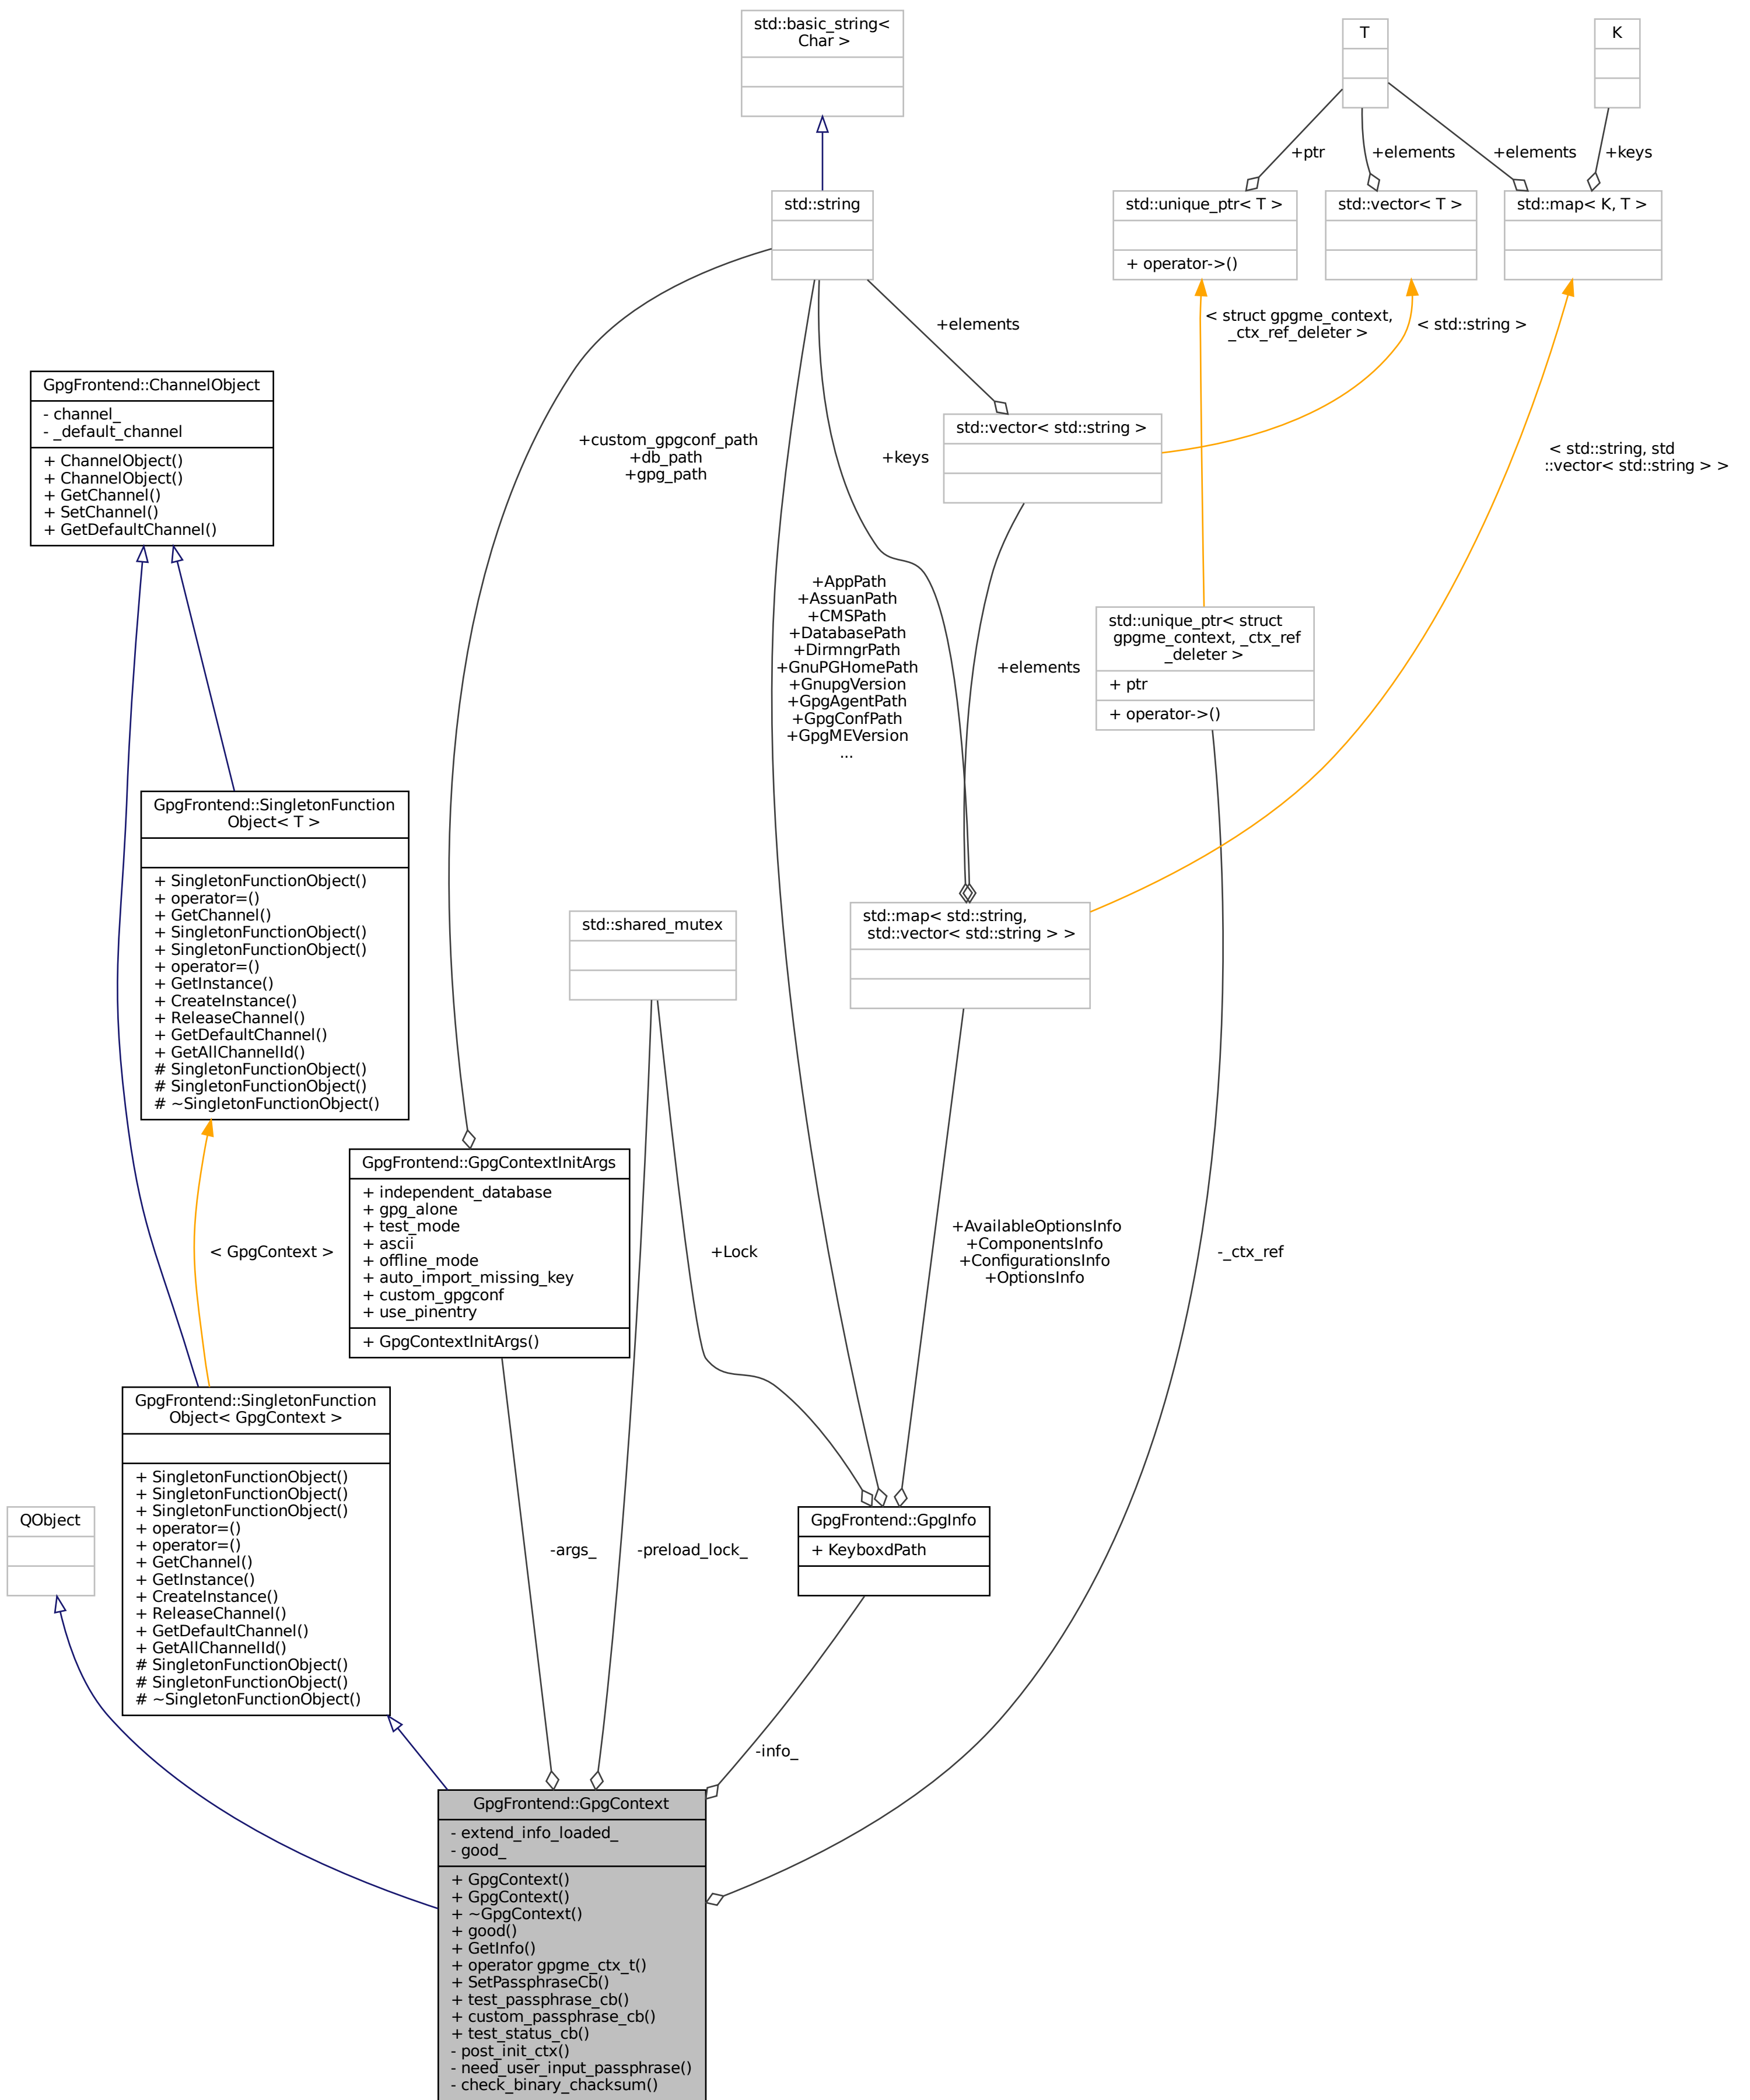 std::basic_string<
Char >
T
K
+ptr
+elements
+elements
+keys
std::string
std::unique_ptr< T >
+ operator->()
std::vector< T >
std::map< K, T >
+elements
< struct gpgme_context,
_ctx_ref_deleter >
< std::string >
GpgFrontend::ChannelObject
- channel_
- _default_channel
+ ChannelObject()
+ ChannelObject()
+ GetChannel()
+ SetChannel()
+ GetDefaultChannel()
+custom_gpgconf_path
+db_path
+gpg_path
+keys
std::vector< std::string >
< std::string, std
::vector< std::string > >
+AppPath
+AssuanPath
+CMSPath
+DatabasePath
+DirmngrPath
+GnuPGHomePath
+GnupgVersion
+GpgAgentPath
+GpgConfPath
+GpgMEVersion
...
+elements
std::unique_ptr< struct
gpgme_context, _ctx_ref
_deleter >
+ ptr
+ operator->()
GpgFrontend::SingletonFunction
Object< T >
+ SingletonFunctionObject()
+ operator=()
+ GetChannel()
+ SingletonFunctionObject()
+ SingletonFunctionObject()
+ operator=()
+ GetInstance()
+ CreateInstance()
+ ReleaseChannel()
+ GetDefaultChannel()
+ GetAllChannelId()
# SingletonFunctionObject()
# SingletonFunctionObject()
# ~SingletonFunctionObject()
std::shared_mutex
std::map< std::string,
std::vector< std::string > >
< GpgContext >
GpgFrontend::GpgContextInitArgs
+ independent_database
+ gpg_alone
+ test_mode
+ ascii
+ offline_mode
+ auto_import_missing_key
+ custom_gpgconf
+ use_pinentry
+ GpgContextInitArgs()
+Lock
+AvailableOptionsInfo
+ComponentsInfo
+ConfigurationsInfo
+OptionsInfo
-_ctx_ref
GpgFrontend::SingletonFunction
Object< GpgContext >
+ SingletonFunctionObject()
+ SingletonFunctionObject()
+ SingletonFunctionObject()
+ operator=()
+ operator=()
+ GetChannel()
+ GetInstance()
+ CreateInstance()
+ ReleaseChannel()
+ GetDefaultChannel()
+ GetAllChannelId()
# SingletonFunctionObject()
# SingletonFunctionObject()
# ~SingletonFunctionObject()
QObject
-args_
-preload_lock_
GpgFrontend::GpgInfo
+ KeyboxdPath
-info_
GpgFrontend::GpgContext
- extend_info_loaded_
- good_
+ GpgContext()
+ GpgContext()
+ ~GpgContext()
+ good()
+ GetInfo()
+ operator gpgme_ctx_t()
+ SetPassphraseCb()
+ test_passphrase_cb()
+ custom_passphrase_cb()
+ test_status_cb()
- post_init_ctx()
- need_user_input_passphrase()
- check_binary_chacksum()